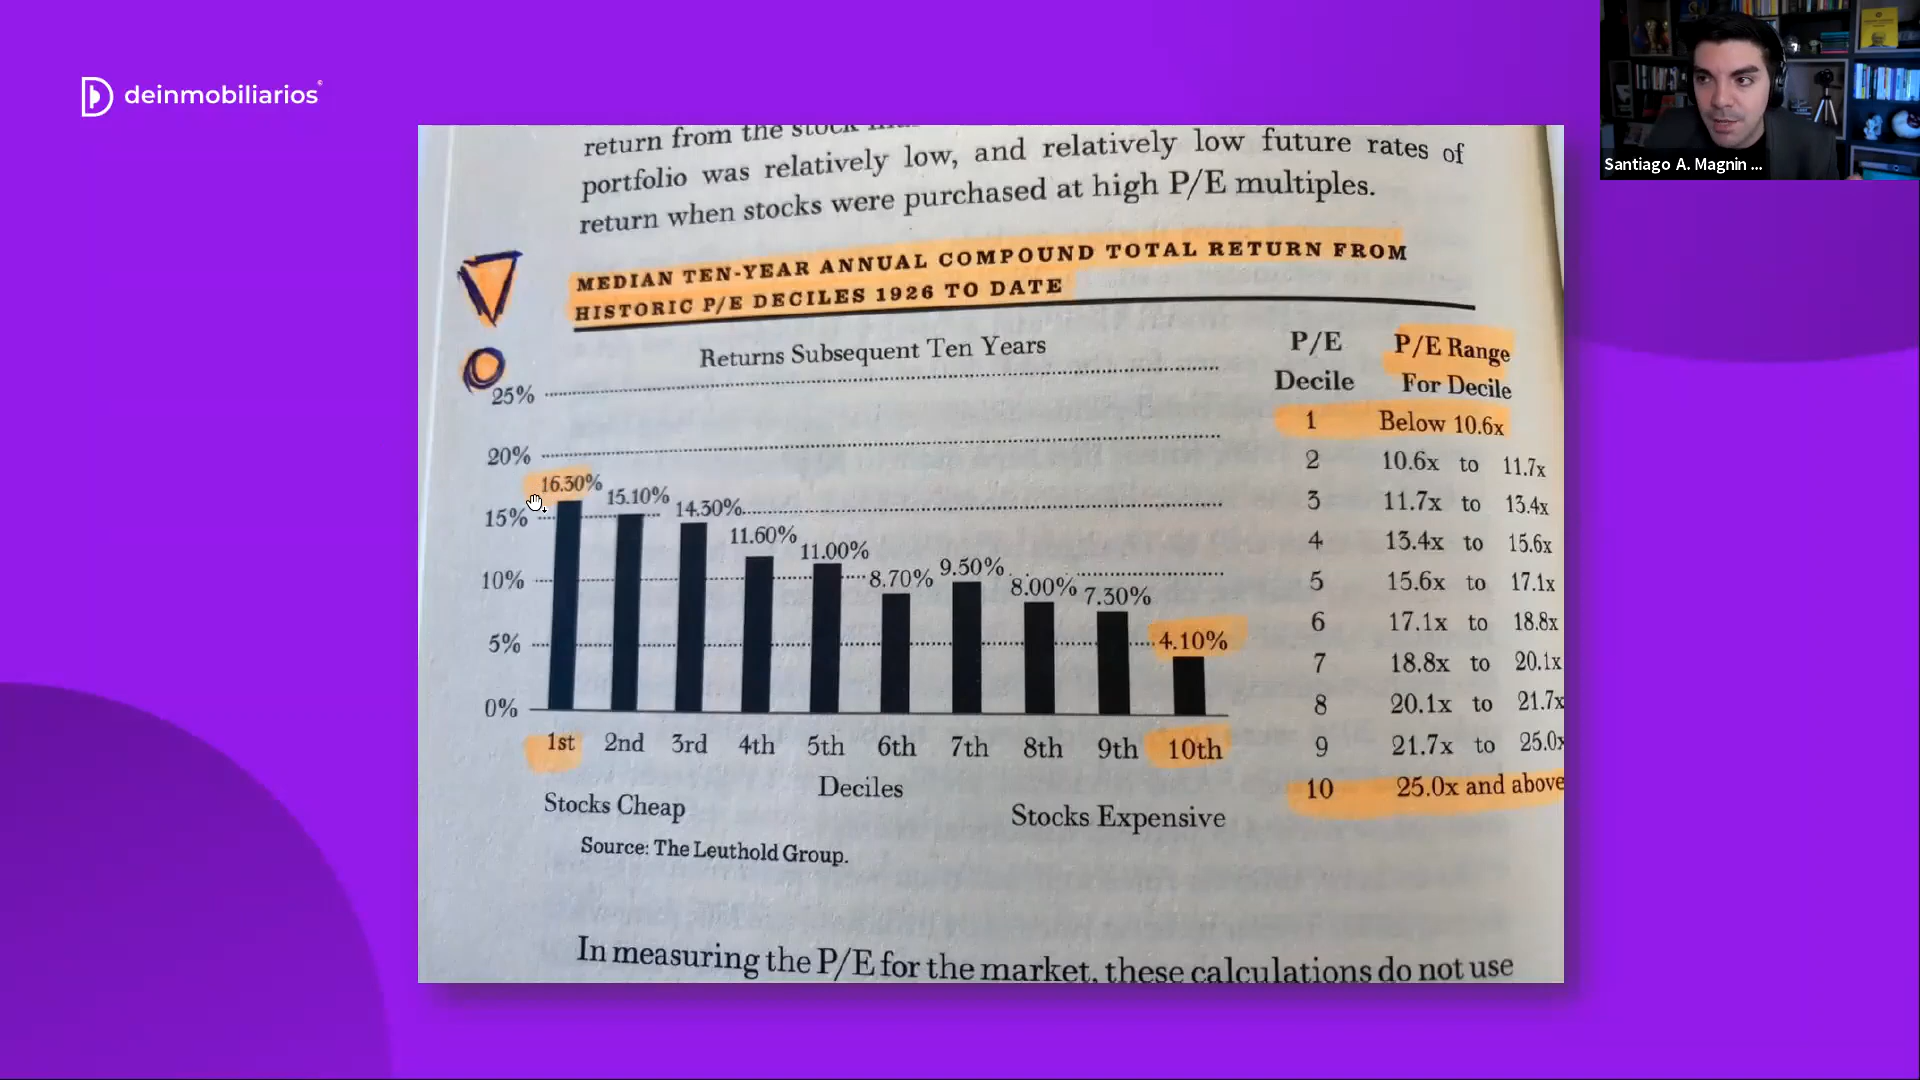 deinmobiliarios
Santiago A. Magnin ...
return from the stock
portfolio was relatively low, and relatively low future rates of
return when stocks were purchased at high P/E multiples.
MEDIAN TEN-YEAR ANNUAL COMPOUND TOTAL RETURN FROM
HISTORIC P/E DECILES 1926 TO DATE
Returns Subsequent Ten Years
25%
20%
15%
10%
5%
0%
16.30%
15.10%
14.30%
11.60%
11.00%
8.70%
9.50%
8.00%
7.30%
4.10%
1st 2nd 3rd 4th 5th 6th 7th 8th 9th 10th
Deciles
Stocks Cheap
Stocks Expensive
Source: The Leuthold Group.
P/E P/E Range
Decile For Decile
1 Below 10.6x
2 10.6x to 11.7x
3 11.7x to 13.4x
4 13.4x to 15.6x
5 15.6x to 17.1x
6 17.1x to 18.8x
7 18.8x to 20.1x
8 20.1x to 21.7x
9 21.7x to 25.0x
10 25.0x and above
In measuring the P/E for the market, these calculations do not use